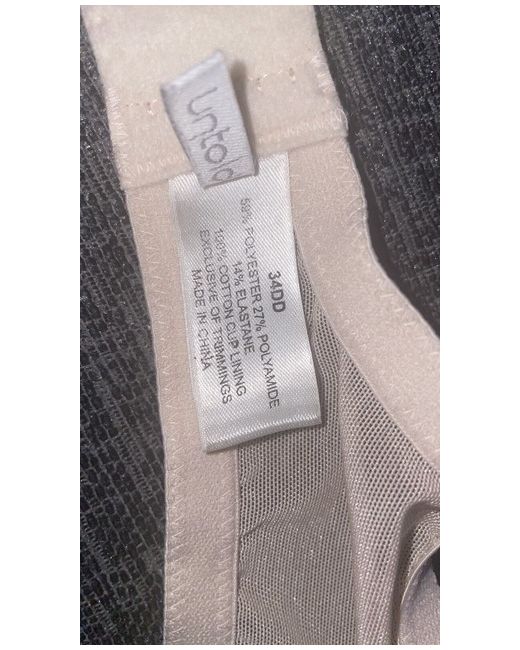 untold
34DD
59% POLYESTER 27% POLYAMIDE
14% ELASTANE
100% COTTON CUP LINING
EXCLUSIVE OF TRIMMINGS
MADE IN CHINA